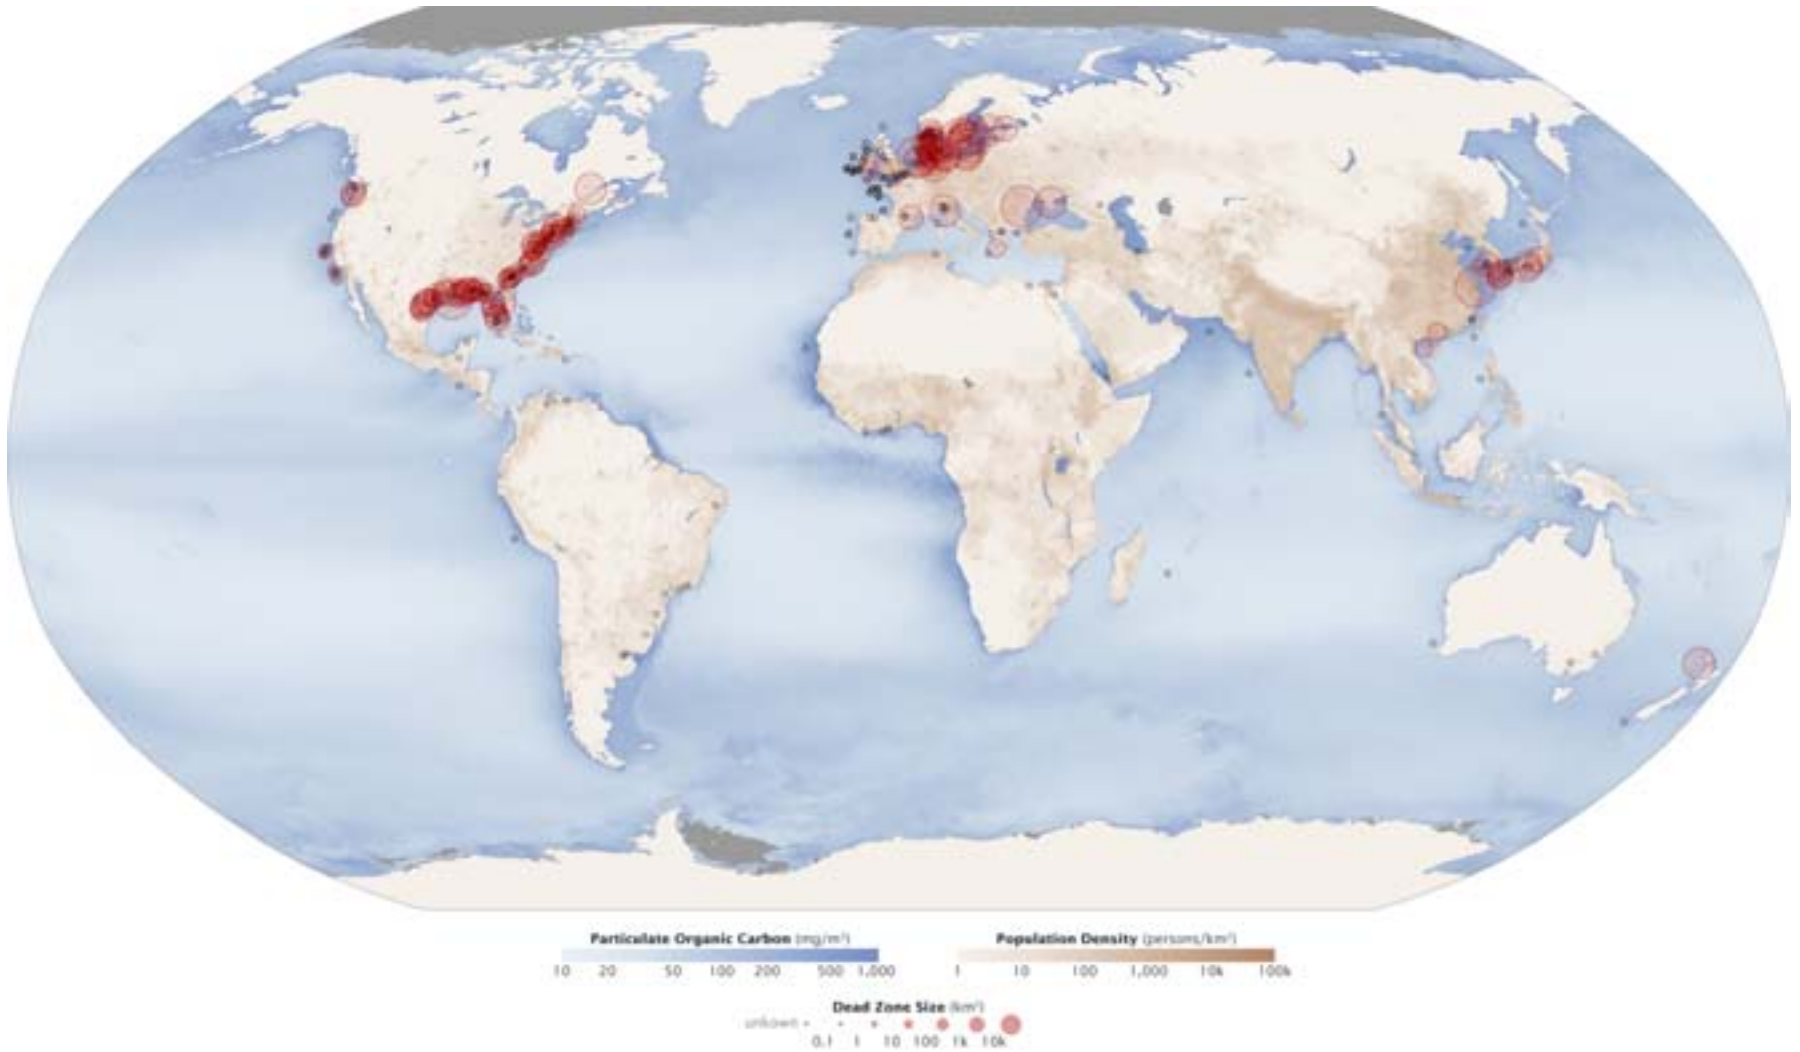 Particulate Organic Carbon (mg/m³)
10 20 50 100 200 500 1,000
Population Density (persons/km²)
1 10 100 1,000 10k 100k
Dead Zone Size (km²)
unkown
0.1 1 10 100 1k 10k